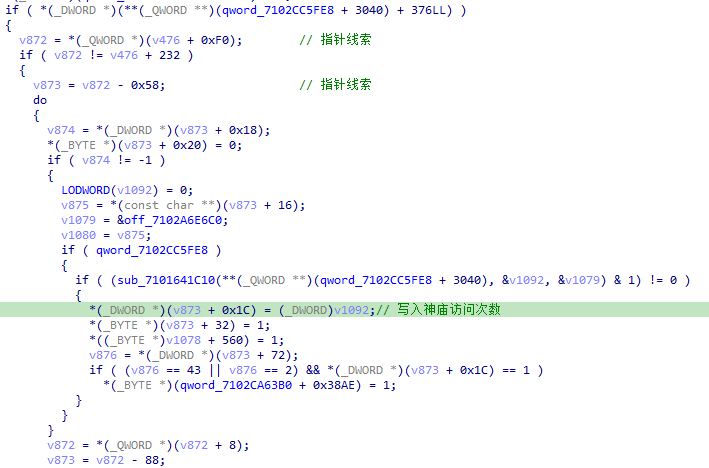 if ( *(_DWORD *)(**(_QWORD **)(qword_7102CC5FE8 + 3040) + 376LL) )
{
v872 = *(_QWORD *)(v476 + 0xF0); // 指针线索
if ( v872 != v476 + 232 )
{
v873 = v872 - 0x58; // 指针线索
do
{
v874 = *(_DWORD *)(v873 + 0x18);
*(_BYTE *)(v873 + 0x20) = 0;
if ( v874 != -1 )
{
LODWORD(v1092) = 0;
v875 = *(const char **)(v873 + 16);
v1079 = &off_7102A6E6C0;
v1080 = v875;
if ( qword_7102CC5FE8 )
{
if ( (sub_7101641C10(**(_QWORD **)(qword_7102CC5FE8 + 3040), &v1092, &v1079) & 1) != 0 )
{
*(_DWORD *)(v873 + 0x1C) = (_DWORD)v1092;// 写入神庙访问次数
*(_BYTE *)(v873 + 32) = 1;
*((_BYTE *)v1078 + 560) = 1;
v876 = *(_DWORD *)(v873 + 72);
if ( (v876 == 43 || v876 == 2) && *(_DWORD *)(v873 + 0x1C) == 1 )
*(_BYTE *)(qword_7102CA63B0 + 0x38AE) = 1;
}
}
}
v872 = *(_QWORD *)(v872 + 8);
v873 = v872 - 88;